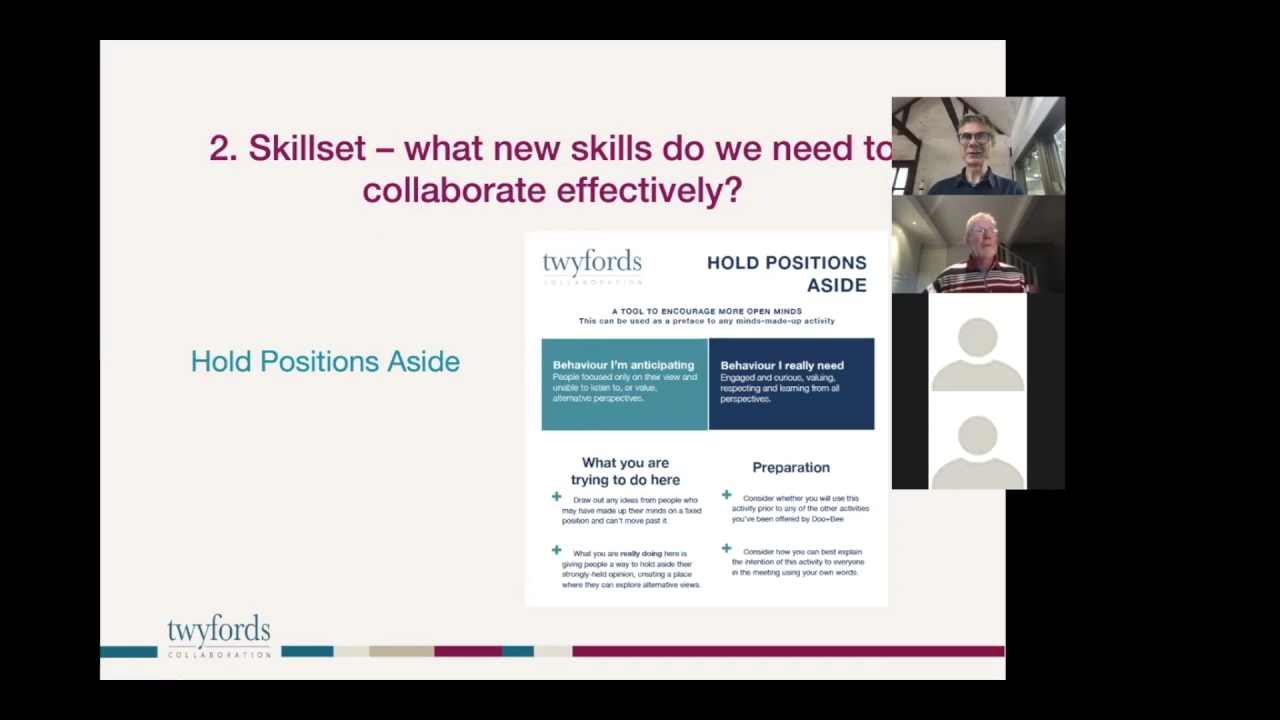 2. Skillset – what new skills do we need to
collaborate effectively?
Hold Positions Aside
twyfords
COLLABORATION
HOLD POSITIONS
ASIDE
A TOOL TO ENCOURAGE MORE OPEN MINDS
This can be used as a preface to any minds-made-up activity
Behaviour I'm anticipating
People focused only on their view and
unable to listen to, or value,
alternative perspectives.
Behaviour I really need
Engaged and curious, valuing,
respecting and learning from all
perspectives.
What you are
trying to do here
Draw out any ideas from people who
may have made up their minds on a fixed
position and can't move past it.
What you are really doing here is
giving people a way to hold aside their
strongly-held opinion, creating a place
where they can explore alternative views.
Preparation
Consider whether you will use this
activity prior to any of the other activities
you've been offered by Doo+Bee
Consider how you can best explain
the intention of this activity to everyone
in the meeting using your own words.
twyfords
COLLABORATION